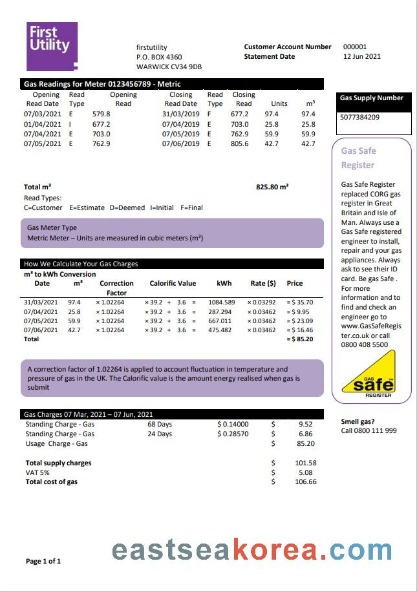 First
Utility
firstutility
P.O. BOX 4360
WARWICK CV34 9DB
Customer Account Number 000001
Statement Date 12 Jun 2021
Gas Readings for Meter 0123456789 - Metric
Opening Read Date Read Type Opening Read Closing Read Date Read Type Closing Read Units m³
07/03/2021 E 579.8 31/03/2019 F 677.2 97.4 97.4
07/04/2021 I 677.2 07/04/2019 E 703.0 25.8 25.8
07/04/2021 E 703.0 07/05/2019 E 762.9 59.9 59.9
07/05/2021 E 762.9 07/06/2019 E 805.6 42.7 42.7
Total m³ 825.80 m³
Read Types:
C=Customer E=Estimate D=Deemed I=Initial F=Final
Gas Meter Type
Metric Meter – Units are measured in cubic meters (m³)
How We Calculate Your Gas Charges
m³ to kWh Conversion
Date m³ Correction Factor Calorific Value kWh Rate ($) Price
31/03/2021 97.4 × 1.02264 × 39.2 ÷ 3.6 = 1084.589 × 0.03292 = $ 35.70
07/04/2021 25.8 × 1.02264 × 39.2 ÷ 3.6 = 287.294 × 0.03462 = $ 9.95
07/05/2021 59.9 × 1.02264 × 39.2 ÷ 3.6 = 667.011 × 0.03462 = $ 23.09
07/06/2021 42.7 × 1.02264 × 39.2 ÷ 3.6 = 475.482 × 0.03462 = $ 16.46
Total = $ 85.20
A correction factor of 1.02264 is applied to account fluctuation in temperature and
pressure of gas in the UK. The Calorific value is the amount energy realised when gas is
submit
Gas Charges 07 Mar, 2021 – 07 Jun, 2021
Standing Charge - Gas 68 Days $ 0.14000 $ 9.52
Standing Charge - Gas 24 Days $ 0.28570 $ 6.86
Usage Charge - Gas $ 85.20
Total supply charges $ 101.58
VAT 5% $ 5.08
Total cost of gas $ 106.66
Gas Supply Number
5077384209
Gas Safe
Register
Gas Safe Register
replaced CORG gas
register in Great
Britain and Isle of
Man. Always use a
Gas Safe registered
engineer to install,
repair and your gas
appliances. Always
ask to see their ID
card. Be gas Safe .
For more
information and to
find and check an
engineer go to
www.GasSafeRegis
ter.co.uk or call
0800 408 5500
GAS
safe
REGISTER
Smell gas?
Call 0800 111 999
Page 1 of 1
eastseakorea.com